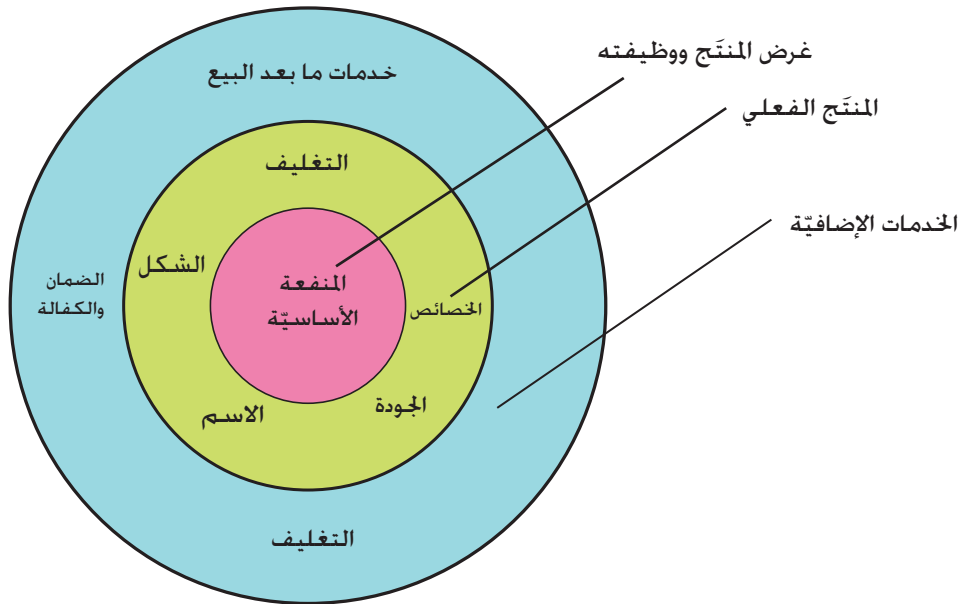 غرض المنتَج ووظيفته
خدمات ما بعد البيع
المنتَج الفعلي
التغليف
الخدمات الإضافيّة
الشكل
الضمان
والكفالة
المنفعة
الأساسيّة
الخصائص
الاسم
الجودة
التغليف